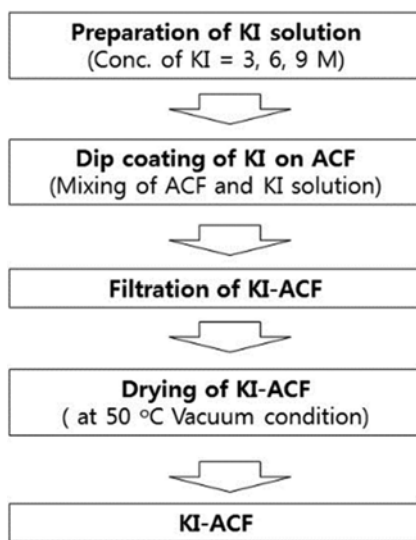 Preparation of KI solution
(Conc. of KI = 3, 6, 9 M)
Dip coating of KI on ACF
(Mixing of ACF and KI solution)
Filtration of KI-ACF
Drying of KI-ACF
( at 50 °C Vacuum condition)
KI-ACF